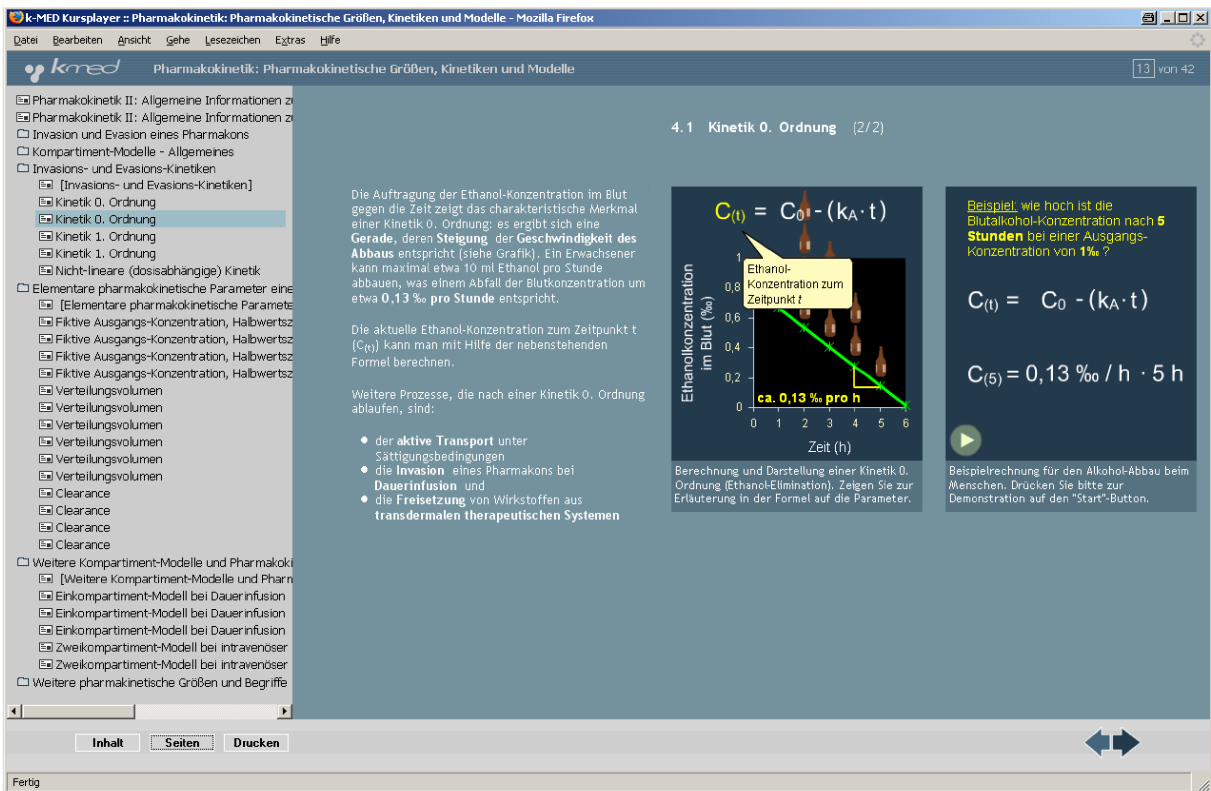 k-MED Kursplayer :: Pharmakokinetik: Pharmakokinetische Größen, Kinetiken und Modelle - Mozilla Firefox
Datei Bearbeiten Ansicht Gehe Lesezeichen Extras Hilfe
kmed Pharmakokinetik: Pharmakokinetische Größen, Kinetiken und Modelle 13 von 42
Pharmakokinetik II: Allgemeine Informationen zu
Pharmakokinetik II: Allgemeine Informationen zu
Invasion und Evasion eines Pharmakons
Kompartiment-Modelle - Allgemeines
Invasions- und Evasions-Kinetiken
[Invasions- und Evasions-Kinetiken]
Kinetik 0. Ordnung
Kinetik 0. Ordnung
Kinetik 1. Ordnung
Kinetik 1. Ordnung
Nicht-lineare (dosisabhängige) Kinetik
Elementare pharmakokinetische Parameter eine
[Elementare pharmakokinetische Paramete
Fiktive Ausgangs-Konzentration, Halbwertsz
Fiktive Ausgangs-Konzentration, Halbwertsz
Fiktive Ausgangs-Konzentration, Halbwertsz
Fiktive Ausgangs-Konzentration, Halbwertsz
Verteilungsvolumen
Verteilungsvolumen
Verteilungsvolumen
Verteilungsvolumen
Verteilungsvolumen
Verteilungsvolumen
Clearance
Clearance
Clearance
Clearance
Weitere Kompartiment-Modelle und Pharmakoki
[Weitere Kompartiment-Modelle und Pharn
Einkompartiment-Modell bei Dauerinfusion
Einkompartiment-Modell bei Dauerinfusion
Einkompartiment-Modell bei Dauerinfusion
Zweikompartiment-Modell bei intravenöser
Zweikompartiment-Modell bei intravenöser
Weitere pharmakinetische Größen und Begriffe
4.1 Kinetik 0. Ordnung (2/2)
Die Auftragung der Ethanol-Konzentration im Blut
gegen die Zeit zeigt das charakteristische Merkmal
einer Kinetik 0. Ordnung: es ergibt sich eine
Gerade, deren Steigung der Geschwindigkeit des
Abbaus entspricht (siehe Grafik). Ein Erwachsener
kann maximal etwa 10 ml Ethanol pro Stunde
abbauen, was einem Abfall der Blutkonzentration um
etwa 0,13 ‰ pro Stunde entspricht.
Die aktuelle Ethanol-Konzentration zum Zeitpunkt t
(C(t)) kann man mit Hilfe der nebenstehenden
Formel berechnen.
Weitere Prozesse, die nach einer Kinetik 0. Ordnung
ablaufen, sind:
der aktive Transport unter
Sättigungsbedingungen
die Invasion eines Pharmakons bei
Dauerinfusion und
die Freisetzung von Wirkstoffen aus
transdermalen therapeutischen Systemen
C(t) = C0 - (kA · t)
Ethanol-
Konzentration zum
Zeitpunkt t
Ethanolkonzentration
im Blut (‰)
1
0,8
0,6
0,4
0,2
0
ca. 0,13 ‰ pro h
0 1 2 3 4 5 6
Zeit (h)
Berechnung und Darstellung einer Kinetik 0.
Ordnung (Ethanol-Elimination). Zeigen Sie zur
Erläuterung in der Formel auf die Parameter.
Beispiel: wie hoch ist die
Blutalkohol-Konzentration nach 5
Stunden bei einer Ausgangs-
Konzentration von 1‰ ?
C(t) = C0 - (kA · t)
C(5) = 0,13 ‰ / h · 5 h
Beispielrechnung für den Alkohol-Abbau beim
Menschen. Drücken Sie bitte zur
Demonstration auf den "Start"-Button.
Inhalt Seiten Drucken
Fertig